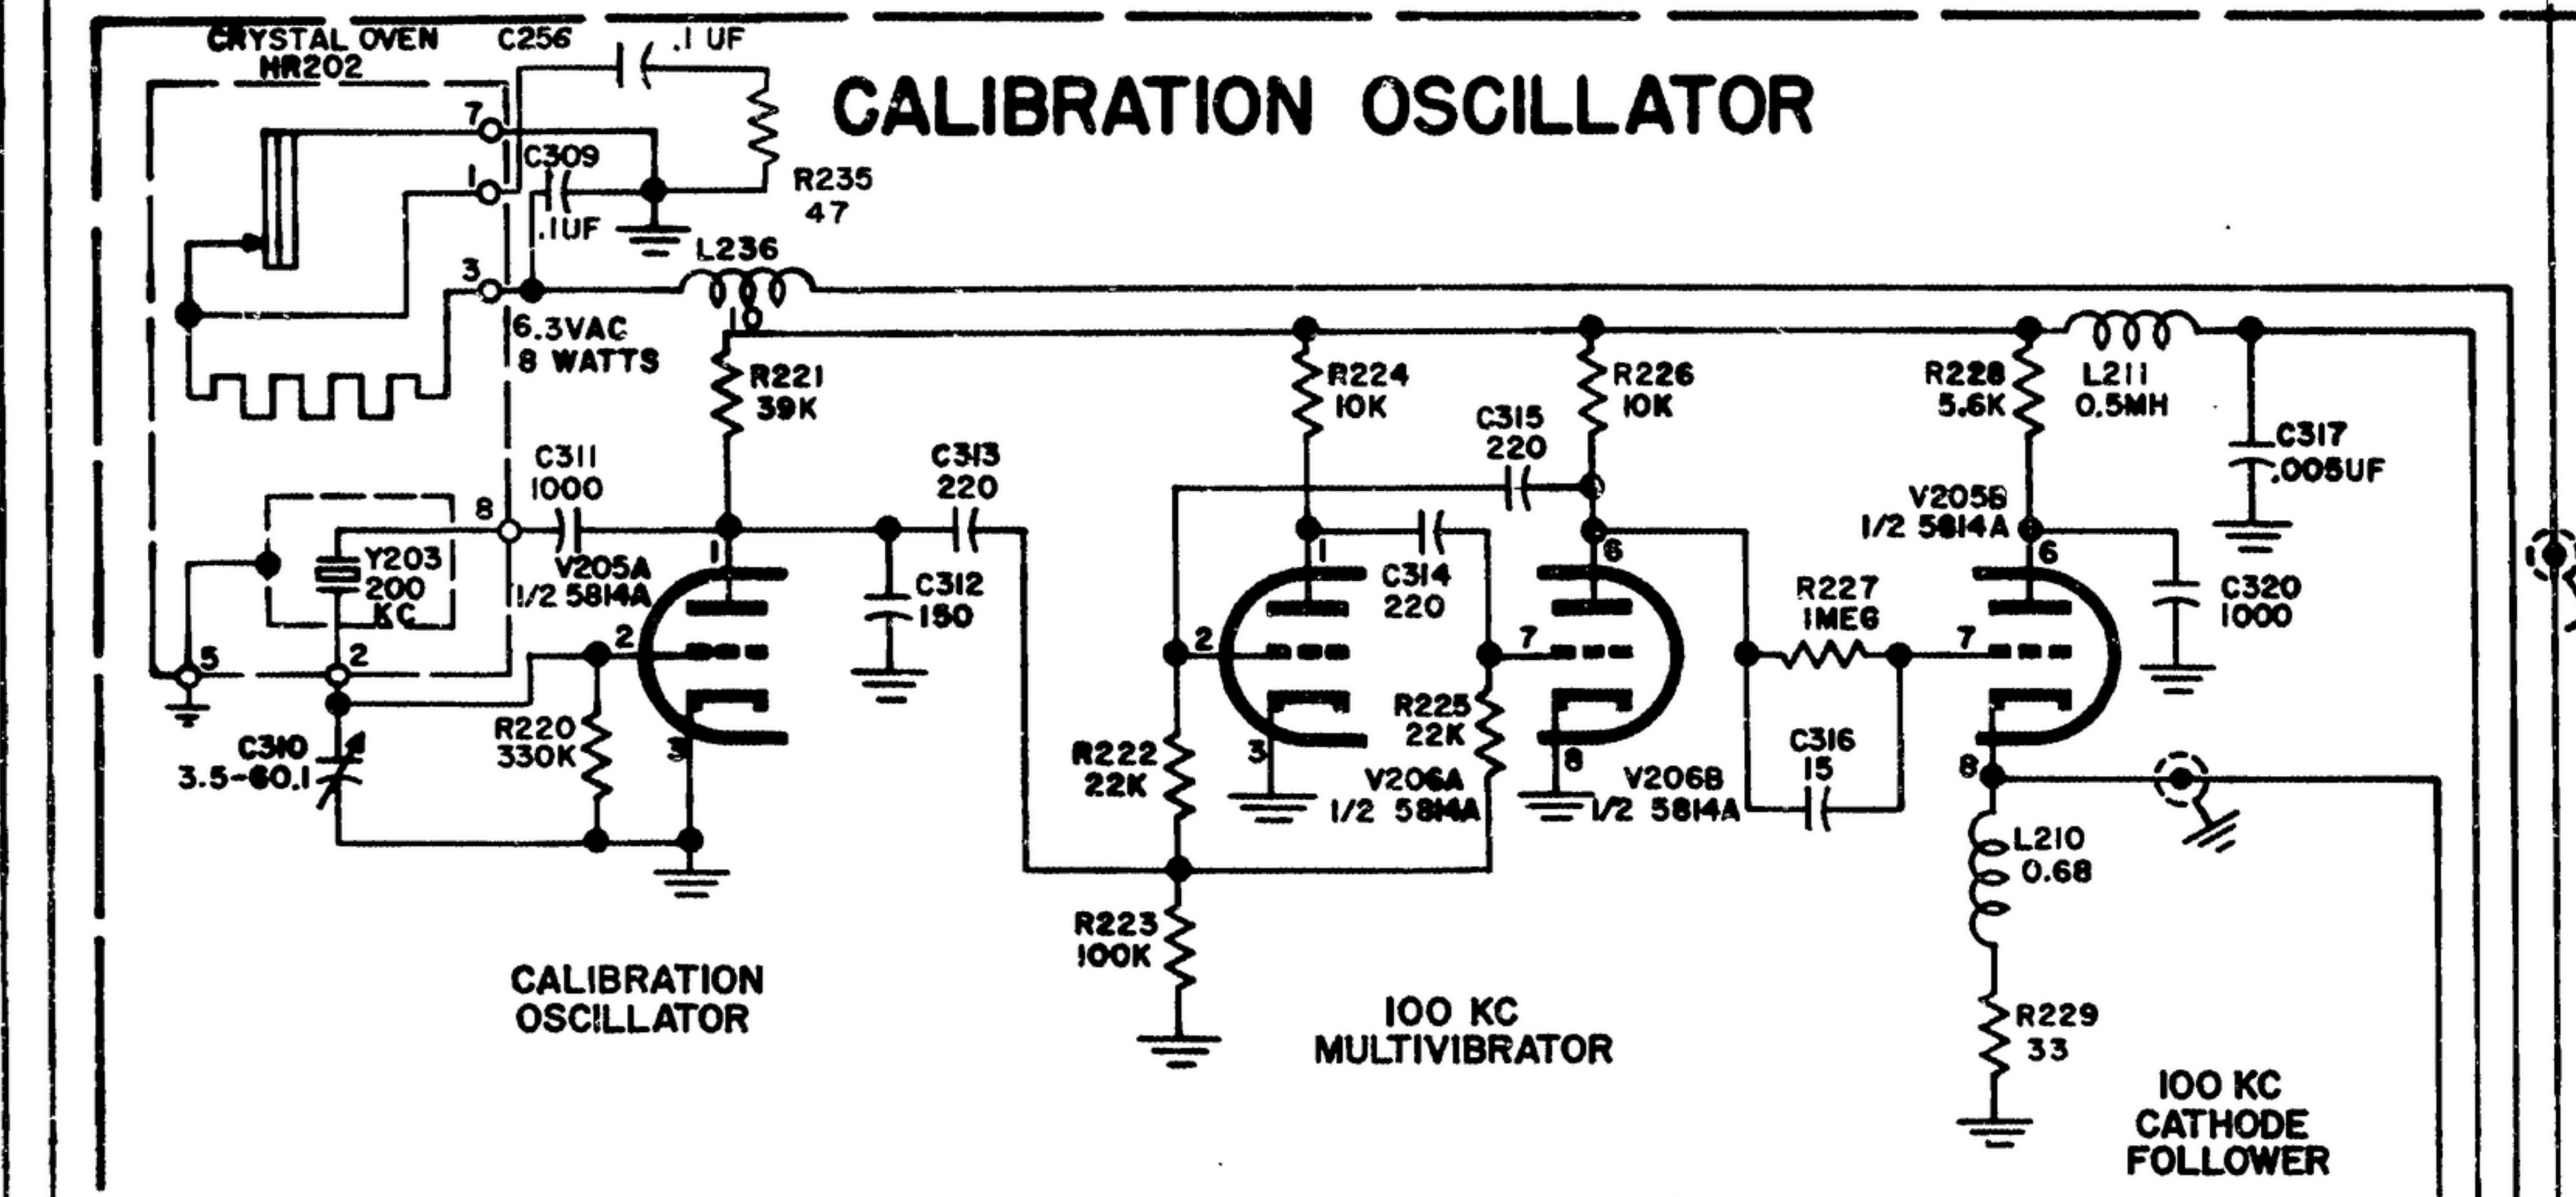 CALIBRATION OSCILLATOR
CRYSTAL OVEN
HR202
C256
.1 UF
7
C309
.1UF
1
R235
47
L236
10
3
6.3VAC
8 WATTS
R221
39K
R224
10K
R226
10K
R228
5.6K
L211
0.5MH
C317
.005UF
C315
220
C311
1000
C313
220
8
Y203
200
KC
V205A
1/2 5814A
1
C312
150
2
3
5
2
R220
330K
C310
3.5-60.1
1
C314
220
2
3
R222
22K
R225
22K
V206A
1/2 5814A
6
7
8
V206B
1/2 5814A
R227
1MEG
C316
15
V205B
1/2 5814A
6
7
8
C320
1000
L210
0.68
R223
100K
R229
33
CALIBRATION
OSCILLATOR
100 KC
MULTIVIBRATOR
100 KC
CATHODE
FOLLOWER